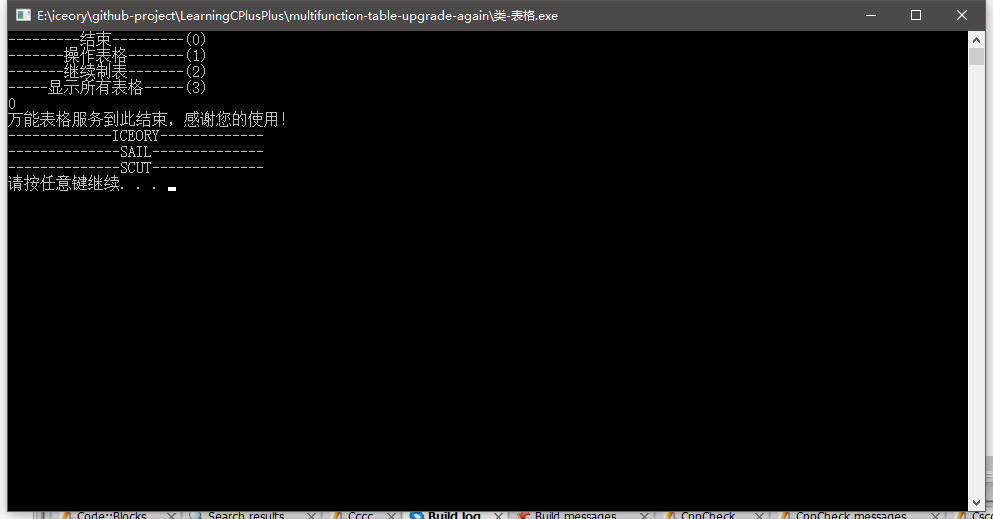 E:\iceory\github-project\LearningCPlusPlus\multifunction-table-upgrade-again\类-表格.exe
---------结束---------(0)
-------操作表格-------(1)
-------继续制表-------(2)
-----显示所有表格-----(3)
0
万能表格服务到此结束，感谢您的使用！
-------------ICEORY-------------
--------------SAIL--------------
--------------SCUT--------------
请按任意键继续. . .
Code::Blocks Search results Cccc Build log Build messages CppCheck CppCheck messages